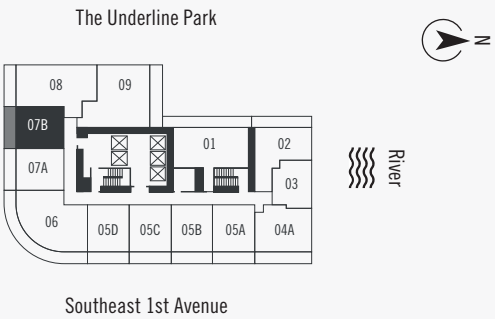 The Underline Park
N
08
09
07B
01
02
07A
03
River
06
05D
05C
05B
05A
04A
Southeast 1st Avenue